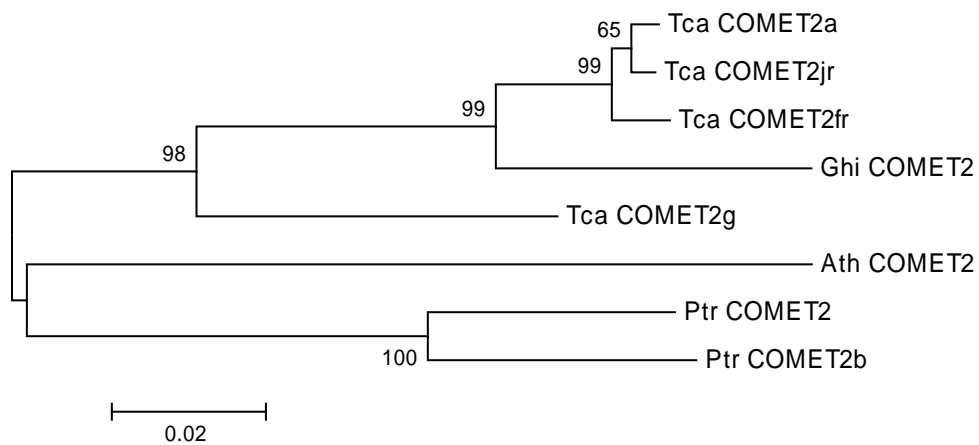 65
Tca COMET2a
99
Tca COMET2jr
99
Tca COMET2fr
98
Ghi COMET2
Tca COMET2g
Ath COMET2
Ptr COMET2
100
Ptr COMET2b
0.02